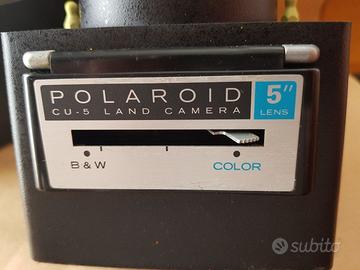 POLAROID®
CU-5 LAND CAMERA
5"
LENS
B & W
COLOR
subito